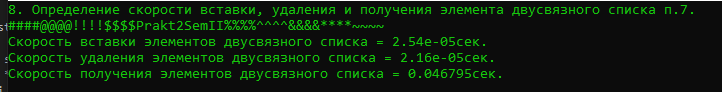 8. Определение скорости вставки, удаления и получения элемента двусвязного списка п.7.
####@@@@!!!!$$$$Prakt2SemII%%%%^^^^&&&&****~~~~
Скорость вставки элементов двусвязного списка = 2.54e-05сек.
Скорость удаления элементов двусвязного списка = 2.16e-05сек.
Скорость получения элементов двусвязного списка = 0.046795сек.